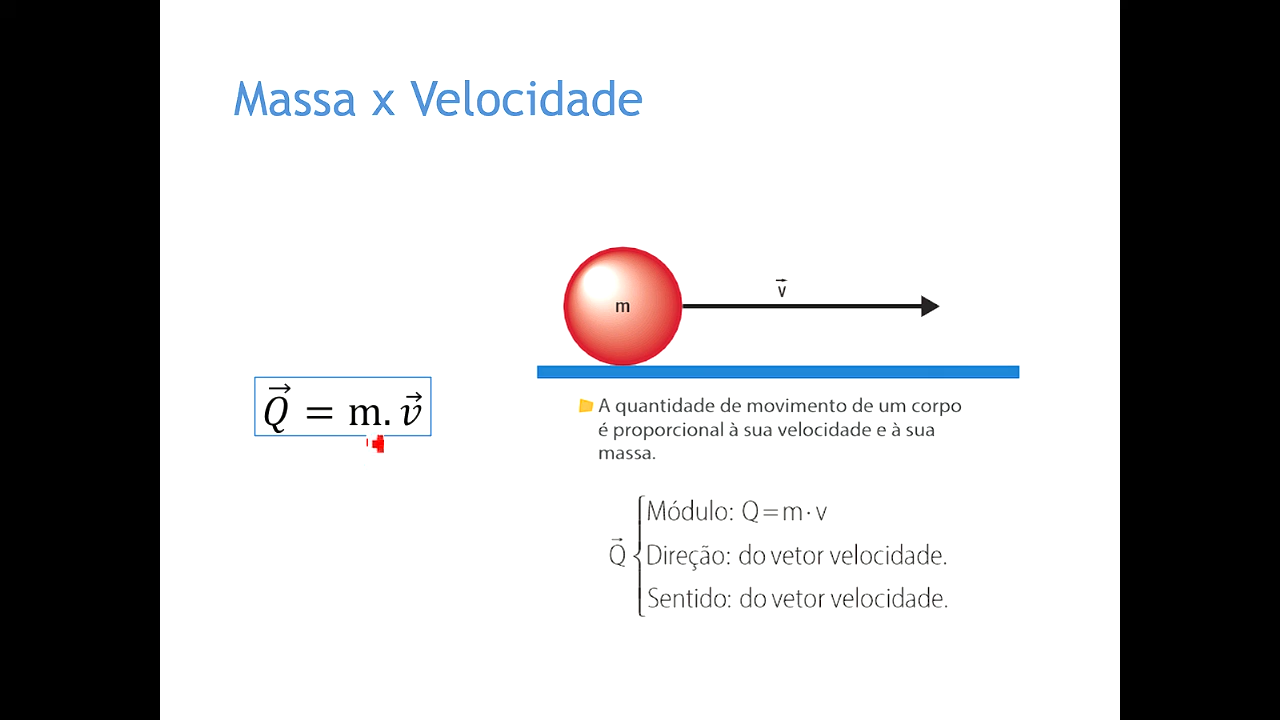 Massa x Velocidade
m
v⃗
Q⃗ = m. v⃗
A quantidade de movimento de um corpo
é proporcional à sua velocidade e à sua
massa.
Módulo: Q=m·v
Q⃗ { Direção: do vetor velocidade.
Sentido: do vetor velocidade.